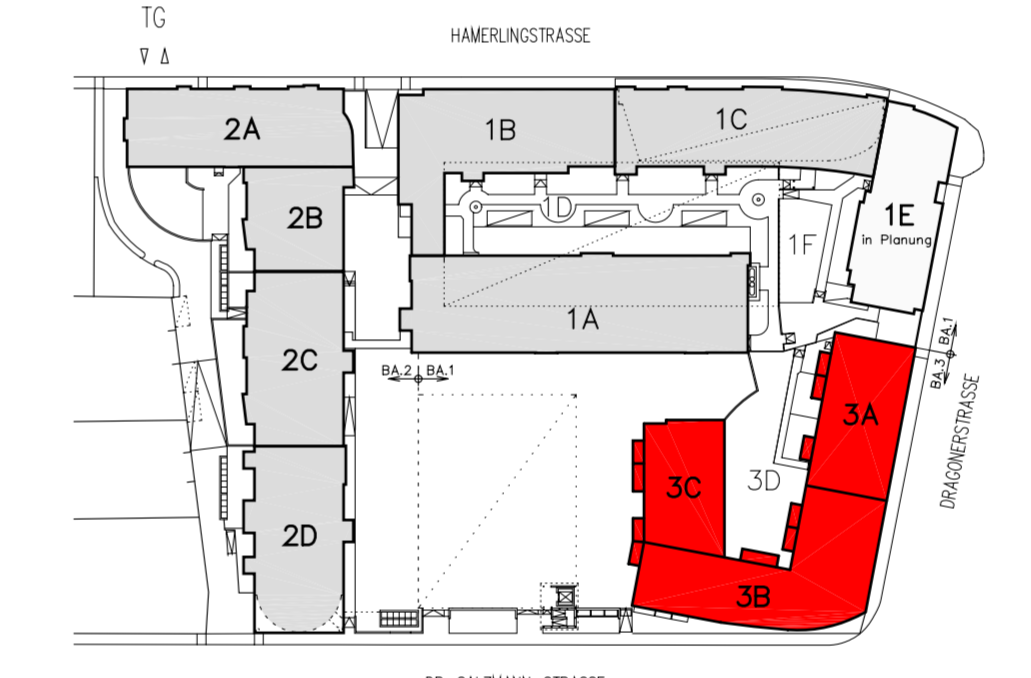 TG
HAMERLINGSTRASSE
2A
1B
1C
2B
1D
1E
in Planung
1F
1A
2C
BA.2
BA.1
BA.1
BA.3
3A
DRAGONERSTRASSE
3C
3D
2D
3B